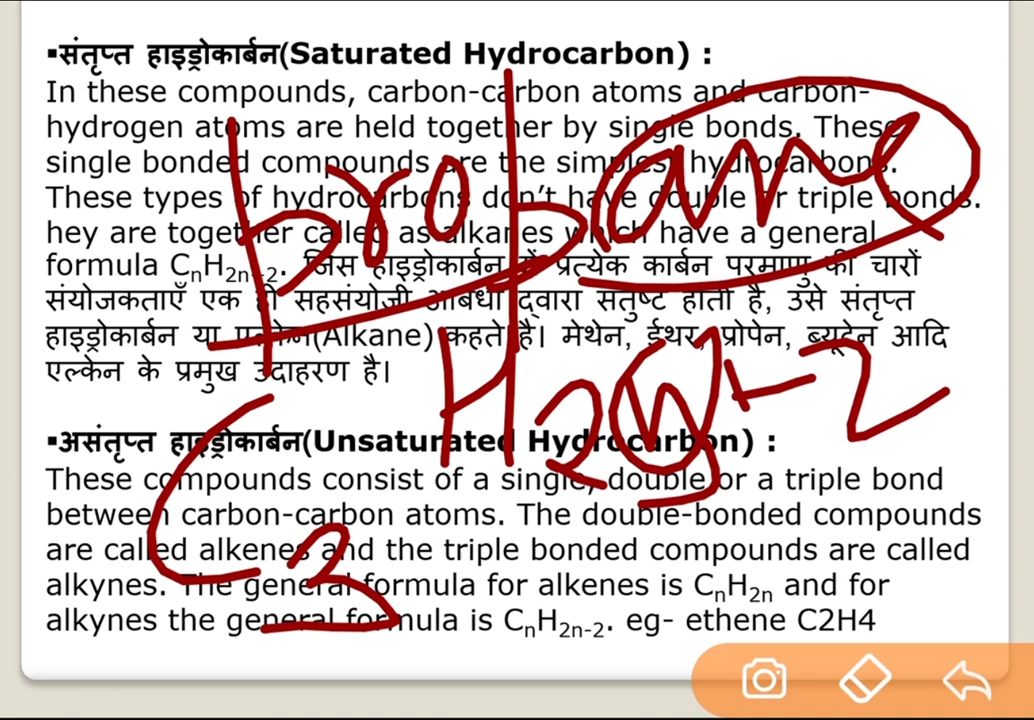 ▪संतृप्त हाइड्रोकार्बन(Saturated Hydrocarbon) :
In these compounds, carbon-carbon atoms and carbon-
hydrogen atoms are held together by single bonds. These
single bonded compounds are the simplest hydrocarbons.
These types of hydrocarbons don't have double or triple bonds.
hey are together called as alkanes which have a general
formula CnH2n+2. जिस हाइड्रोकार्बन में प्रत्येक कार्बन परमाणु की चारों
संयोजकताएँ एक ही सहसंयोजी आबंधों द्वारा संतुष्ट होती है, उसे संतृप्त
हाइड्रोकार्बन या एल्केन(Alkane) कहते है। मेथेन, ईथर, प्रोपेन, ब्यूटेन आदि
एल्केन के प्रमुख उदाहरण है।
propane
C3 H2n+2
▪असंतृप्त हाइड्रोकार्बन(Unsaturated Hydrocarbon) :
These compounds consist of a single, double or a triple bond
between carbon-carbon atoms. The double-bonded compounds
are called alkenes and the triple bonded compounds are called
alkynes. The general formula for alkenes is CnH2n and for
alkynes the general formula is CnH2n-2. eg- ethene C2H4